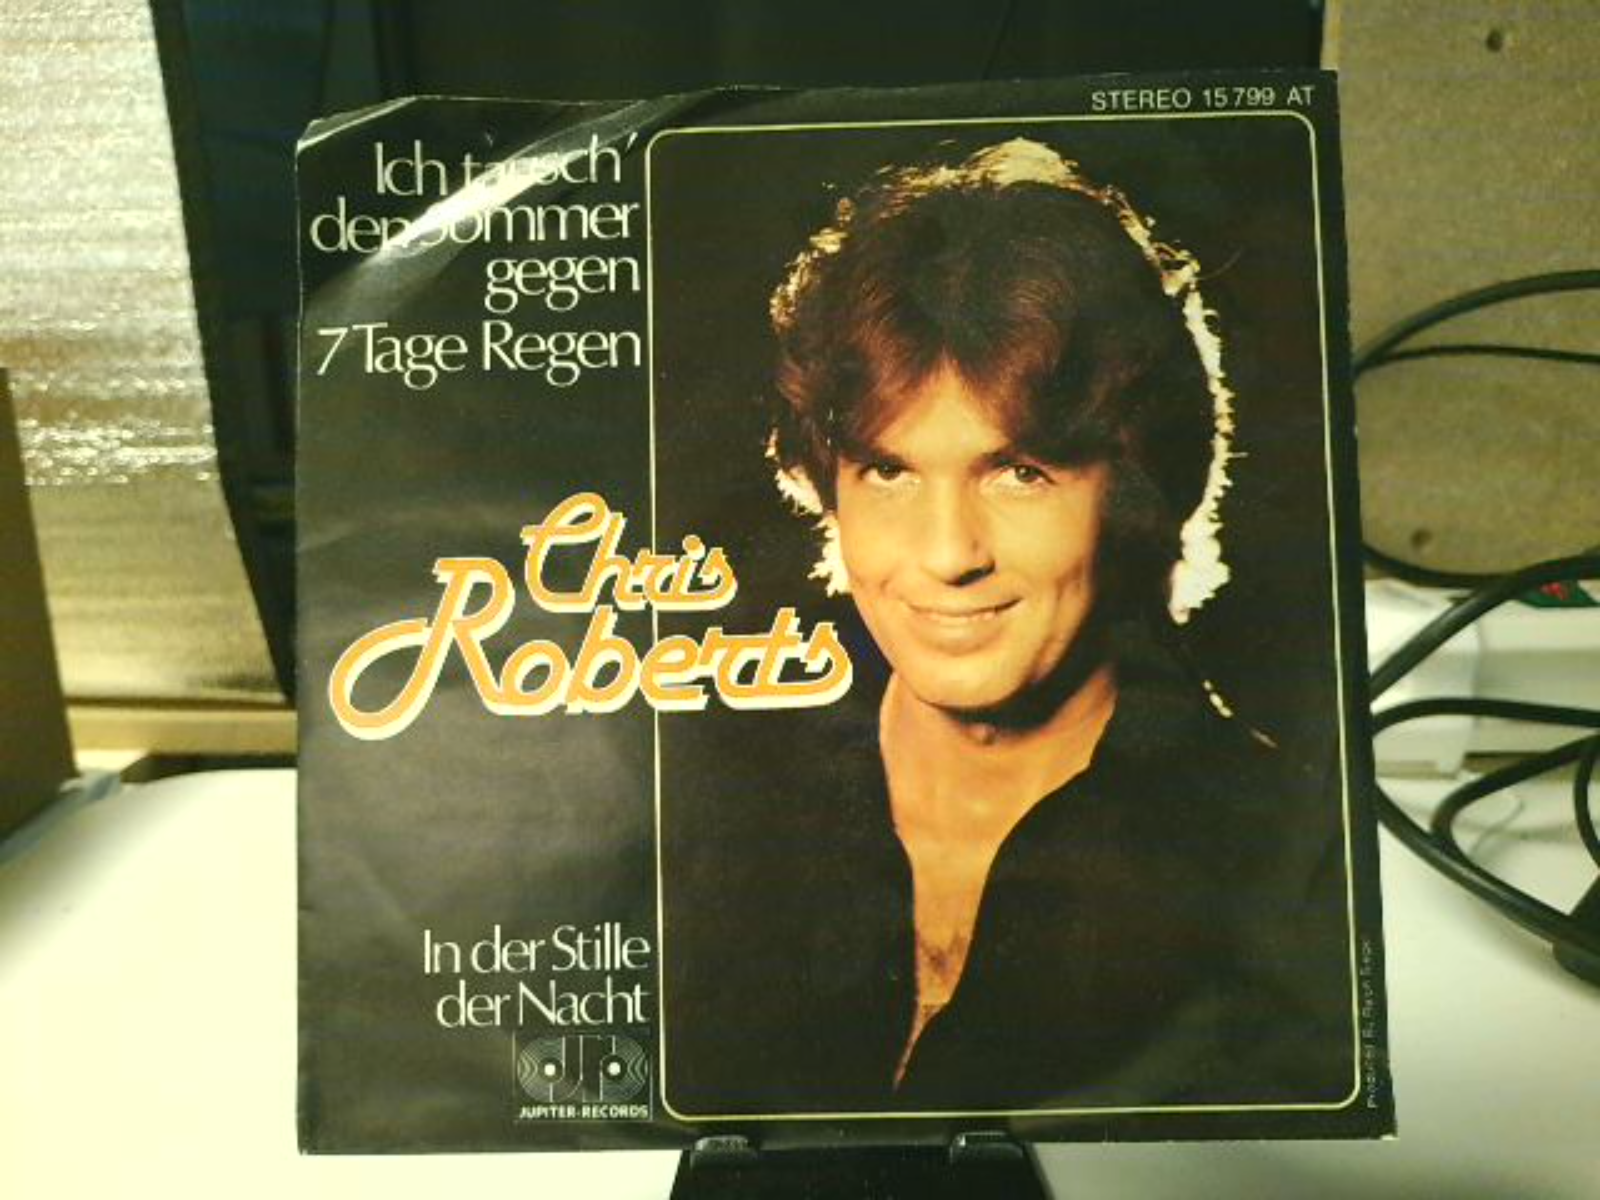 STEREO 15 799 AT
Ich tausch'
den Sommer
gegen
7 Tage Regen
Chris
Roberts
In der Stille
der Nacht
JUPITER-RECORDS